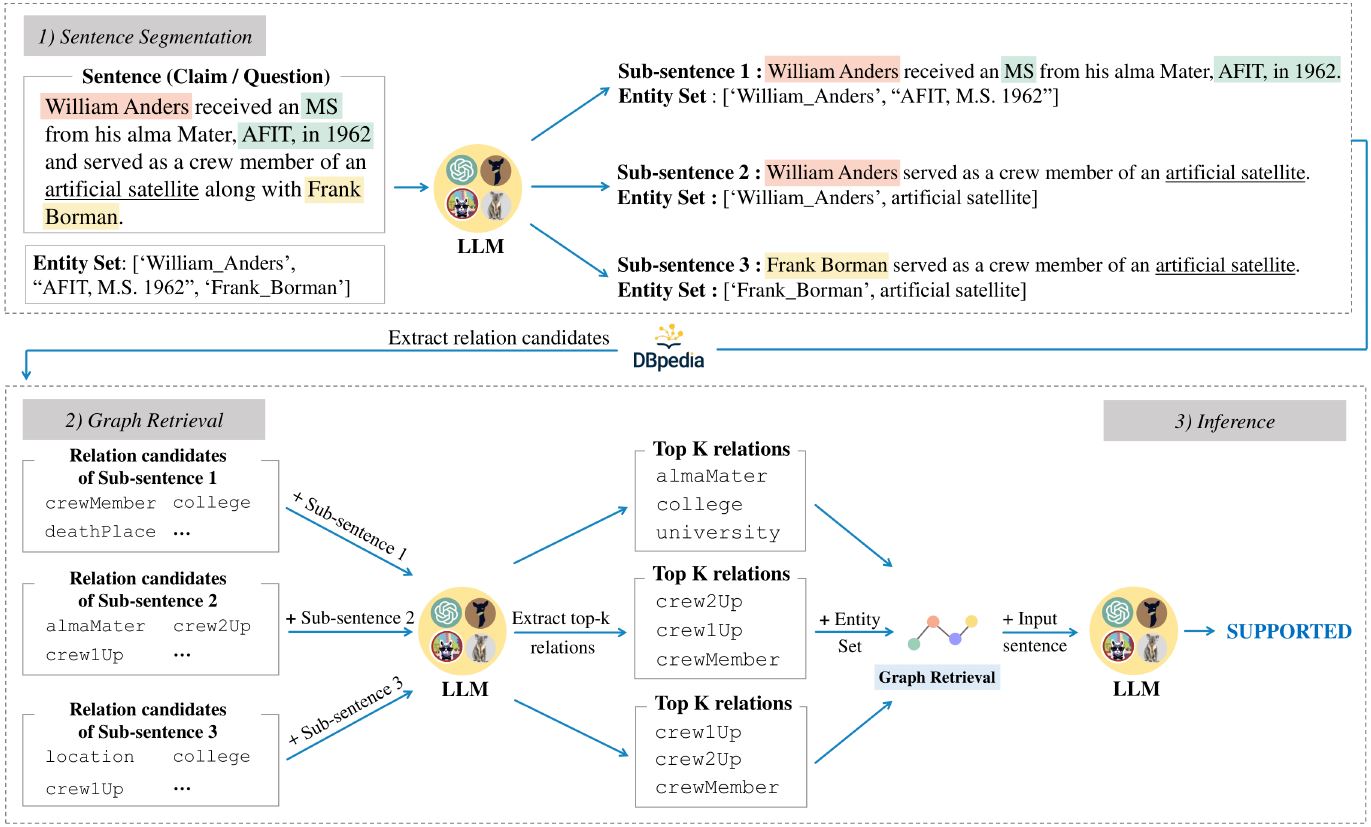 1) Sentence Segmentation
Sentence (Claim / Question)
William Anders received an MS
from his alma Mater, AFIT, in 1962
and served as a crew member of an
artificial satellite along with Frank
Borman.
Entity Set: [‘William_Anders’,
“AFIT, M.S. 1962”, ‘Frank_Borman’]
LLM
Sub-sentence 1 : William Anders received an MS from his alma Mater, AFIT, in 1962.
Entity Set : [‘William_Anders’, “AFIT, M.S. 1962”]
Sub-sentence 2 : William Anders served as a crew member of an artificial satellite.
Entity Set : [‘William_Anders’, artificial satellite]
Sub-sentence 3 : Frank Borman served as a crew member of an artificial satellite.
Entity Set : [‘Frank_Borman’, artificial satellite]
Extract relation candidates
DBpedia
2) Graph Retrieval
Relation candidates
of Sub-sentence 1
crewMember college
deathPlace ...
Relation candidates
of Sub-sentence 2
almaMater crew2Up
crew1Up ...
Relation candidates
of Sub-sentence 3
location college
crew1Up ...
+ Sub-sentence 1
+ Sub-sentence 2
+ Sub-sentence 3
LLM
Extract top-k
relations
Top K relations
almaMater
college
university
Top K relations
crew2Up
crew1Up
crewMember
Top K relations
crew1Up
crew2Up
crewMember
+ Entity
Set
Graph Retrieval
3) Inference
+ Input
sentence
LLM
SUPPORTED